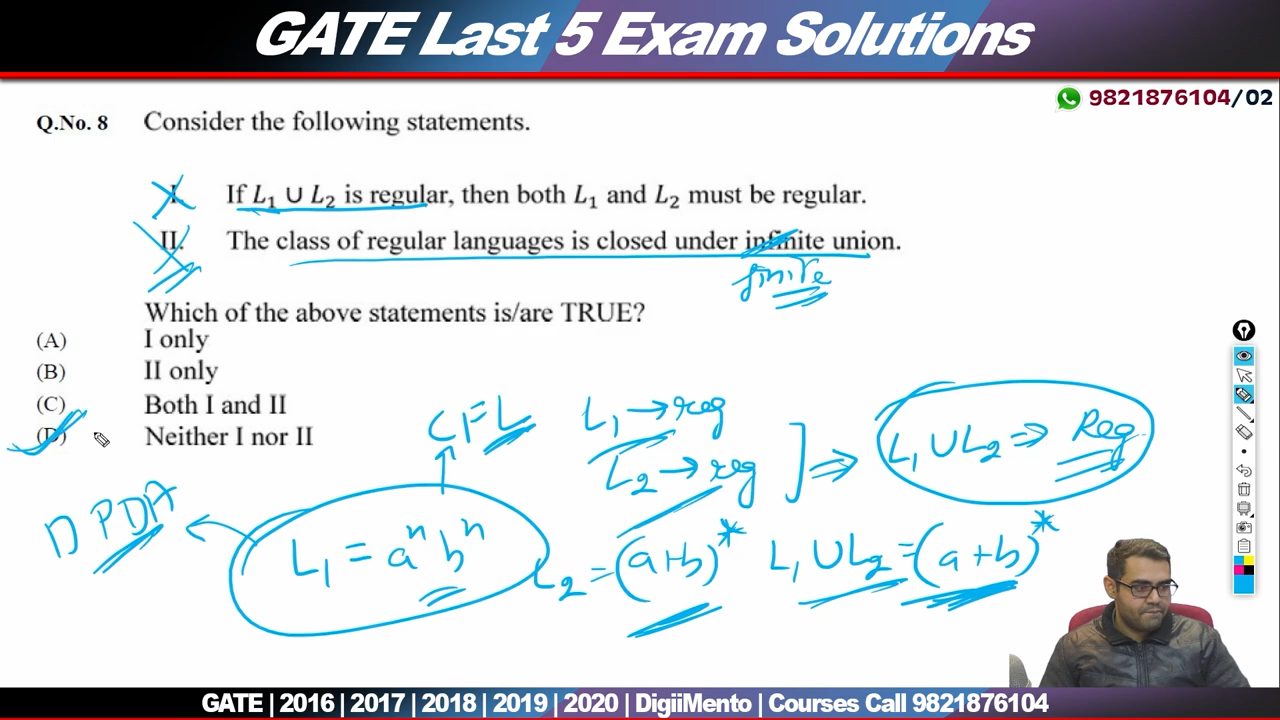 GATE Last 5 Exam Solutions
9821876104/02
Q.No. 8 Consider the following statements.
I. If L₁ ∪ L₂ is regular, then both L₁ and L₂ must be regular.
II. The class of regular languages is closed under infinite union.
finite
Which of the above statements is/are TRUE?
(A) I only
(B) II only
(C) Both I and II
(D) Neither I nor II
L₁ → reg
L₂ → reg
⇒ L₁ ∪ L₂ ⇒ Reg
DPDA
L₁ = aⁿbⁿ
L₂ = (a+b)*
L₁ ∪ L₂ = (a+b)*
GATE | 2016 | 2017 | 2018 | 2019 | 2020 | DigiiMento | Courses Call 9821876104